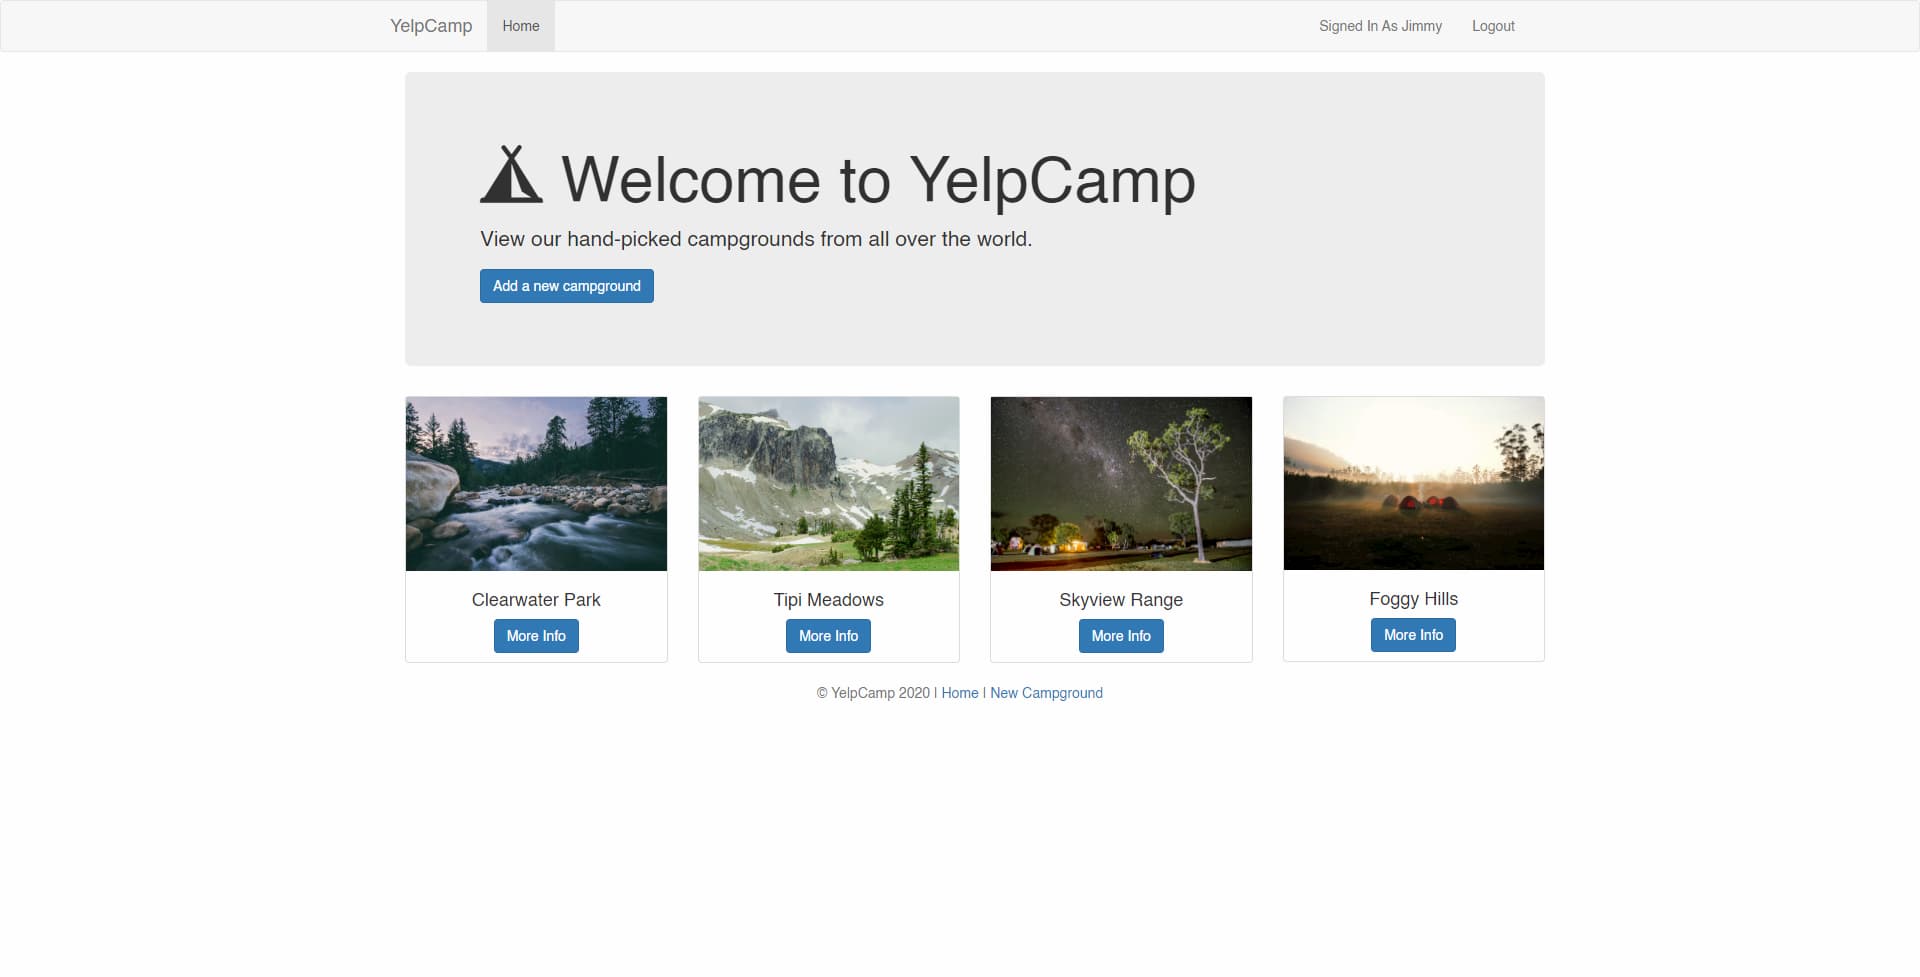 YelpCamp Home Signed In As Jimmy Logout
Welcome to YelpCamp
View our hand-picked campgrounds from all over the world.
Add a new campground
Clearwater Park Tipi Meadows Skyview Range Foggy Hills
More Info More Info More Info More Info
© YelpCamp 2020 | Home | New Campground